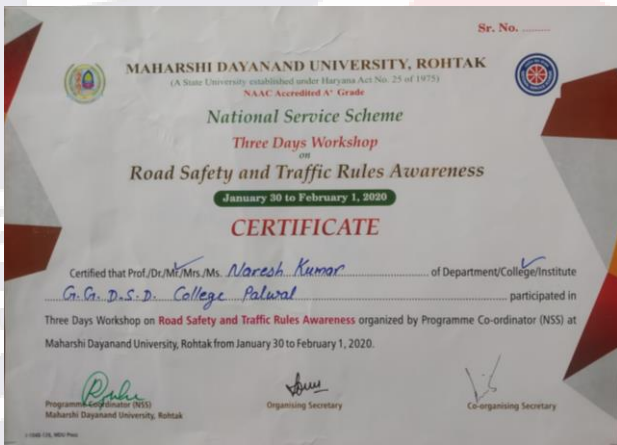 Sr. No. ..........
MAHARSHI DAYANAND UNIVERSITY, ROHTAK
(A State University established under Haryana Act No. 25 of 1975)
NAAC Accredited A+ Grade
National Service Scheme
Three Days Workshop
on
Road Safety and Traffic Rules Awareness
January 30 to February 1, 2020
CERTIFICATE
Certified that Prof./Dr./Mr./Mrs./Ms. Naresh Kumar of Department/College/Institute
G.G. D.S.D. College Palwal participated in
Three Days Workshop on Road Safety and Traffic Rules Awareness organized by Programme Co-ordinator (NSS) at
Maharshi Dayanand University, Rohtak from January 30 to February 1, 2020.
Programme Coordinator (NSS)
Maharshi Dayanand University, Rohtak
Organising Secretary
Co-organising Secretary